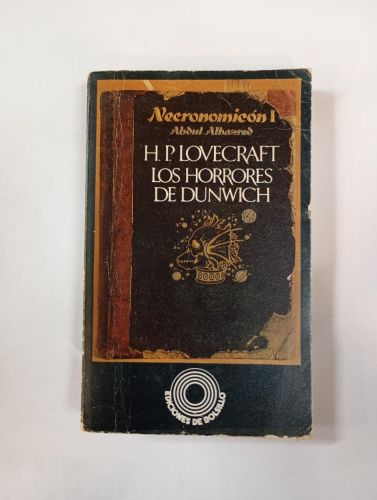 Necronomicón I
Abdul Alhazred
H. P. LOVECRAFT
LOS HORRORES
DE DUNWICH
EDICIONES DE BOLSILLO